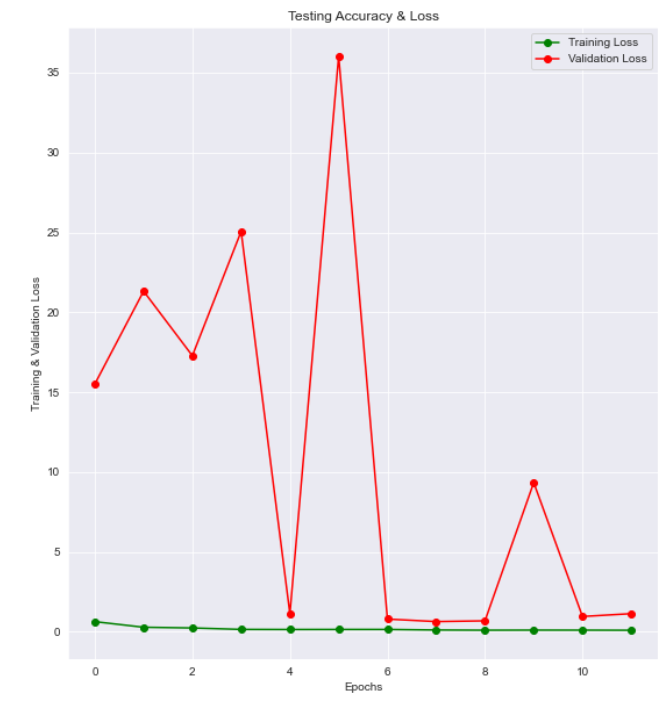 Testing Accuracy & Loss
Training Loss
Validation Loss
35
30
25
20
15
10
5
0
Training & Validation Loss
0 2 4 6 8 10
Epochs